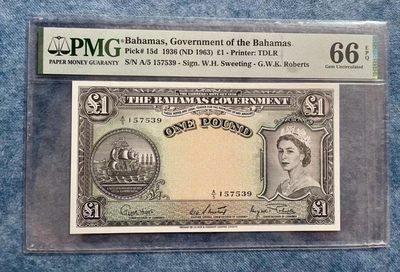 PMG
PAPER MONEY GUARANTY
Bahamas, Government of the Bahamas
Pick# 15d 1936 (ND 1963) £1 - Printer: TDLR
S/N A/5 157539 - Sign. W.H. Sweeting - G.W.K. Roberts
66 EPQ
Gem Uncirculated
£1
£1
THE BAHAMAS GOVERNMENT
A/5 157539
ONE POUND
A/5 157539
£1
£1